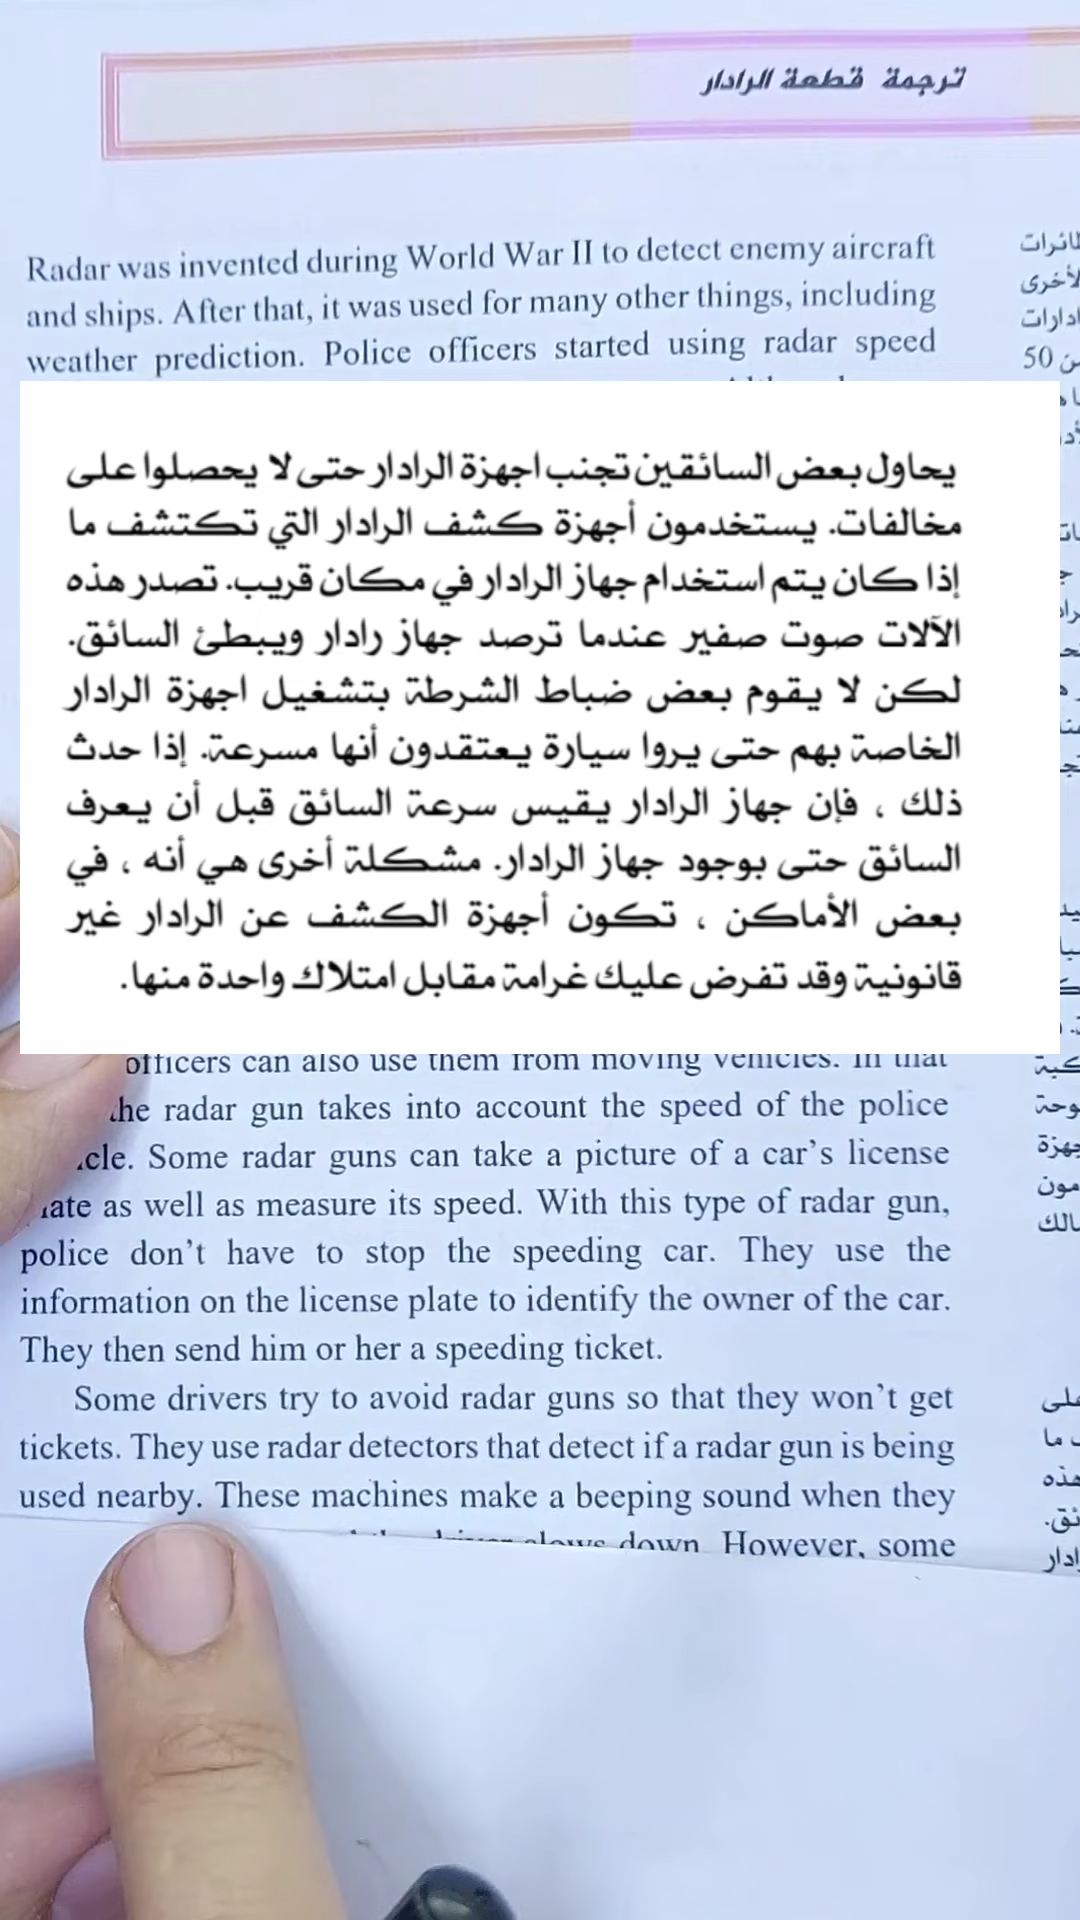 ترجمة قطعة الرادار
Radar was invented during World War II to detect enemy aircraft
and ships. After that, it was used for many other things, including
weather prediction. Police officers started using radar speed
يحاول بعض السائقين تجنب اجهزة الرادار حتى لا يحصلوا على
مخالفات. يستخدمون أجهزة كشف الرادار التي تكتشف ما
إذا كان يتم استخدام جهاز الرادار في مكان قريب. تصدر هذه
الآلات صوت صفير عندما ترصد جهاز رادار ويبطئ السائق.
لكن لا يقوم بعض ضباط الشرطة بتشغيل اجهزة الرادار
الخاصة بهم حتى يروا سيارة يعتقدون أنها مسرعة. إذا حدث
ذلك ، فإن جهاز الرادار يقيس سرعة السائق قبل أن يعرف
السائق حتى بوجود جهاز الرادار. مشكلة أخرى هي أنه ، في
بعض الأماكن ، تكون أجهزة الكشف عن الرادار غير
قانونية وقد تفرض عليك غرامة مقابل امتلاك واحدة منها.
officers can also use them from moving vehicles. In that
the radar gun takes into account the speed of the police
cle. Some radar guns can take a picture of a car's license
late as well as measure its speed. With this type of radar gun,
police don't have to stop the speeding car. They use the
information on the license plate to identify the owner of the car.
They then send him or her a speeding ticket.
Some drivers try to avoid radar guns so that they won't get
tickets. They use radar detectors that detect if a radar gun is being
used nearby. These machines make a beeping sound when they
slows down. However, some